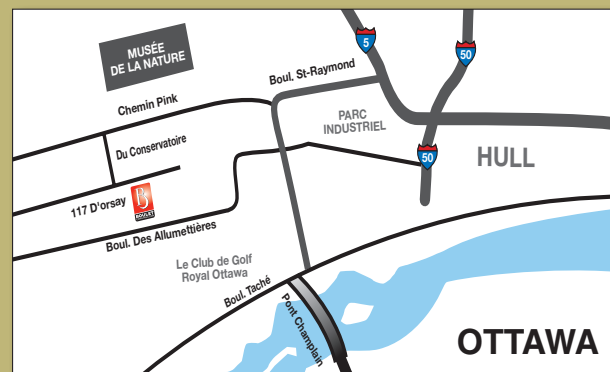 MUSÉE
DE LA NATURE
5
50
Boul. St-Raymond
Chemin Pink
PARC
INDUSTRIEL
Du Conservatoire
50
HULL
117 D'orsay
B
BOULET
Boul. Des Allumettières
Le Club de Golf
Royal Ottawa
Boul. Taché
Pont Champlain
OTTAWA